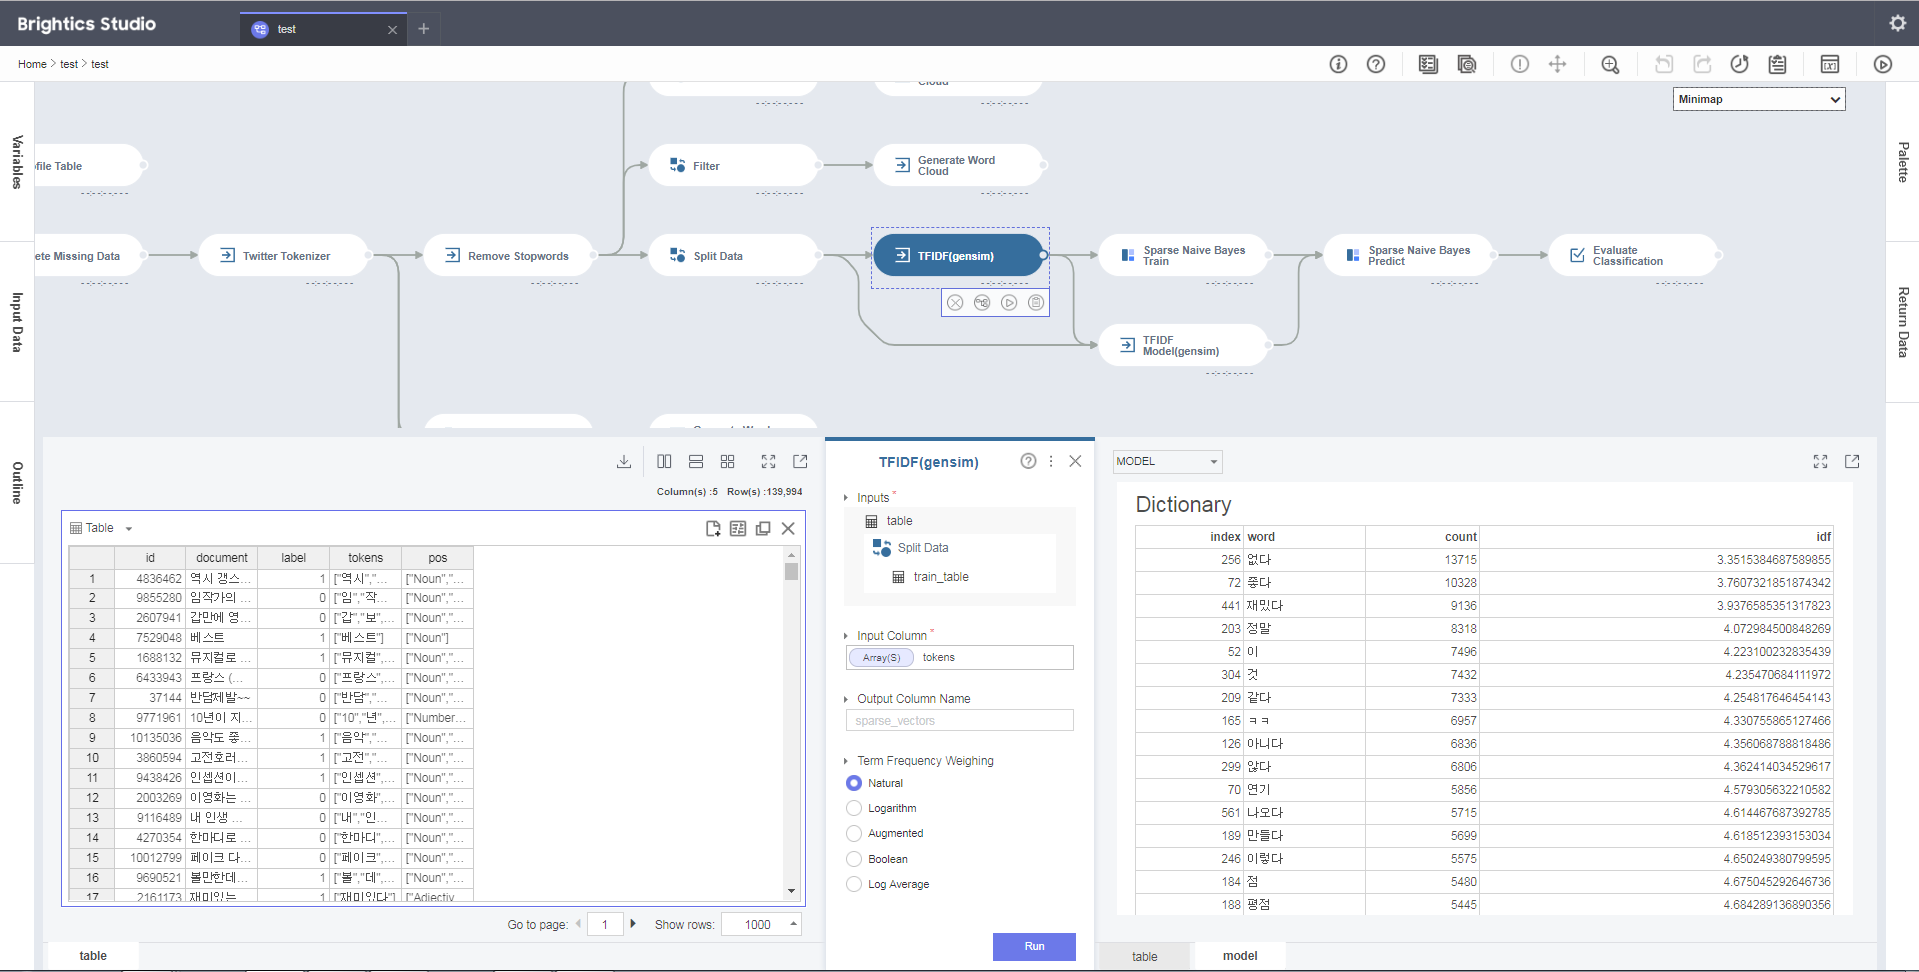 Brightics Studio
test
Home > test > test
Minimap
Variables
Input Data
Outline
Palette
Return Data
Cloud
ofile Table
Filter
Generate Word
Cloud
ete Missing Data
Twitter Tokenizer
Remove Stopwords
Split Data
TFIDF(gensim)
Sparse Naive Bayes
Train
Sparse Naive Bayes
Predict
Evaluate
Classification
TFIDF
Model(gensim)
Column(s) :5 Row(s) :139,994
Table
id document label tokens pos
1 4836462 역시 갱스... 1 ["역시","... ["Noun","...
2 9855280 임작가의 ... 0 ["임","작... ["Noun","...
3 2607941 갑만에 영... 0 ["갑","보",... ["Noun","...
4 7529048 베스트 1 ["베스트"] ["Noun"]
5 1688132 뮤지컬로 ... 1 ["뮤지컬",... ["Noun","...
6 6433943 프랑스 (... 0 ["프랑스",... ["Noun","...
7 37144 반담제발~~ 0 ["반담","... ["Noun","...
8 9771961 10년이 지... 0 ["10","년",... ["Number...
9 10135036 음악도 좋... 1 ["음악","... ["Noun","...
10 3860594 고전호러... 1 ["고전",... ["Noun","...
11 9438426 인셉션이... 1 ["인셉션",... ["Noun","...
12 2003269 이영화는 ... 0 ["이영화",... ["Noun","...
13 9116489 내 인생 ... 0 ["내","인... ["Noun","...
14 4270354 한마디로 ... 0 ["한마디",... ["Noun","...
15 10012799 페이크 다... 0 ["페이크",... ["Noun","...
16 9690521 볼만한데... 1 ["볼","데",... ["Noun","...
17 2161173 재미있는 1 ["재미있다"] ["Adjectiv
Go to page: 1 Show rows: 1000
table
TFIDF(gensim)
Inputs *
table
Split Data
train_table
Input Column *
Array(S) tokens
Output Column Name
sparse_vectors
Term Frequency Weighing
Natural
Logarithm
Augmented
Boolean
Log Average
Run
MODEL
Dictionary
index word count idf
256 없다 13715 3.3515384687589855
72 좋다 10328 3.7607321851874342
441 재밌다 9136 3.9376585351317823
203 정말 8318 4.072984500848269
52 이 7496 4.223100232835439
304 것 7432 4.235470684111972
209 같다 7333 4.254817646454143
165 ㅋㅋ 6957 4.330755865127466
126 아니다 6836 4.356068788818486
299 않다 6806 4.362414034529617
70 연기 5856 4.579305632210582
561 나오다 5715 4.614467687392785
189 만들다 5699 4.618512393153034
246 이렇다 5575 4.650249380799595
184 점 5480 4.675045292646736
188 평점 5445 4.684289136890356
table
model